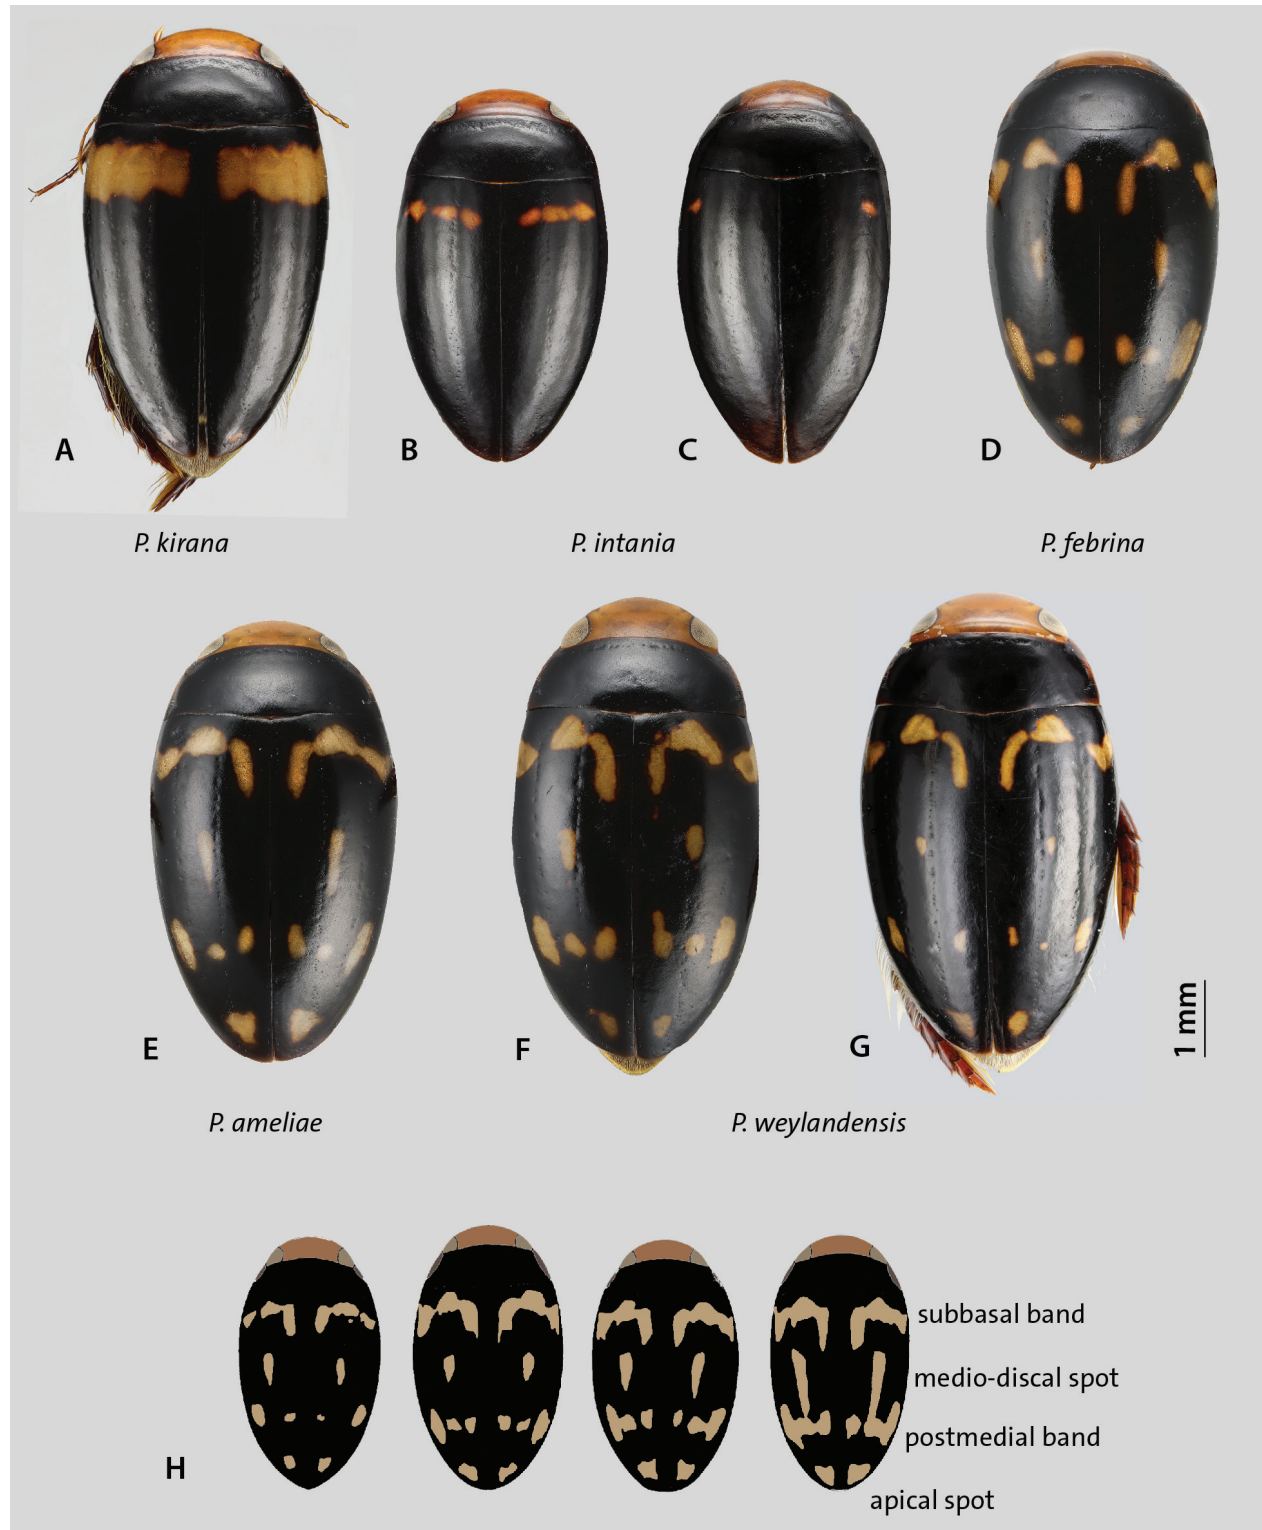 A
B
C
D
P. kirana
P. intania
P. febrina
E
F
G
1 mm
P. ameliae
P. weylandensis
H
subbasal band
medio-discal spot
postmedial band
apical spot